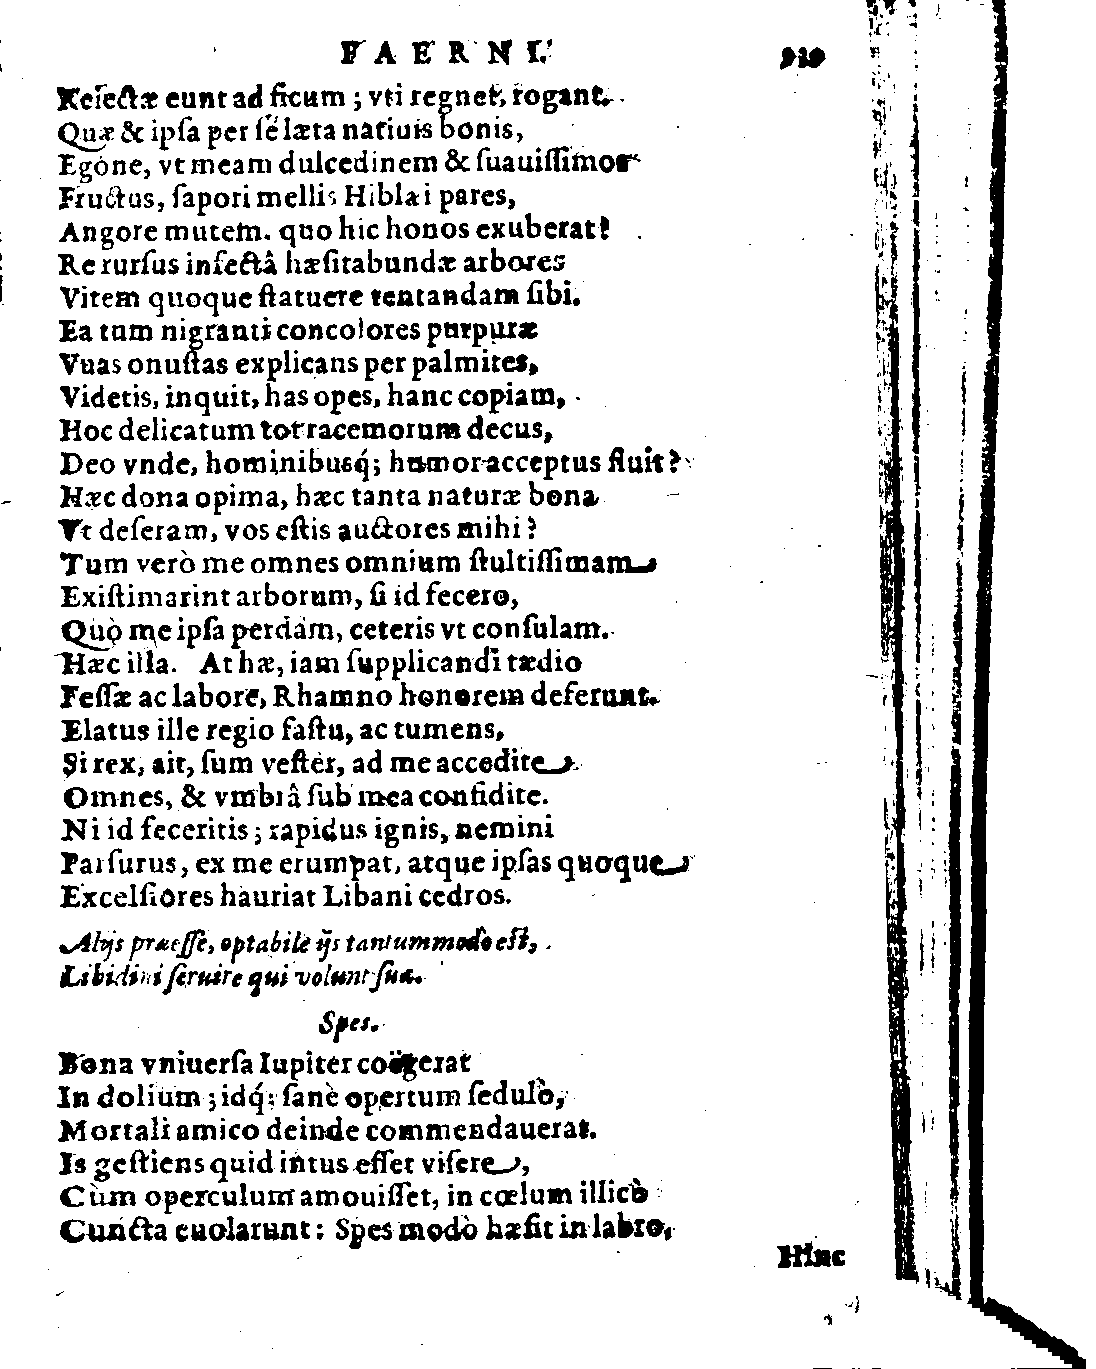 FAERNI. 919
Reiectæ eunt ad ficum; vti regnet, rogant.
Quæ & ipſa per ſe læta natiuis bonis,
Egone, vt meam dulcedinem & ſuauiſſimos
Fructus, ſapori mellis Hiblæi pares,
Angore mutem. quo hic honos exuberat?
Re rurſus infectâ hæſitabundæ arbores
Vitem quoque ſtatuere tentandam ſibi.
Ea tum nigranti concolores purpuræ
Vuas onuſtas explicans per palmites,
Videtis, inquit, has opes, hanc copiam,
Hoc delicatum tot racemorum decus,
Deo vnde, hominibusq́; humor acceptus fluit?
Hæc dona opima, hæc tanta naturæ bona
Vt deſeram, vos eſtis auctores mihi?
Tum verò me omnes omnium ſtultiſſimam
Exiſtimarint arborum, ſi id fecero,
Quò me ipſa perdam, ceteris vt conſulam.
Hæc illa. At hæ, iam ſupplicandi tædio
Feſſæ ac labore, Rhamno honorem deferunt.
Elatus ille regio faſtu, ac tumens,
Si rex, ait, ſum veſter, ad me accedite
Omnes, & vmbrâ ſub mea confidite.
Ni id feceritis; rapidus ignis, nemini
Parſurus, ex me erumpat, atque ipſas quoque
Excelſiores hauriat Libani cedros.
Alijs præeſſe, optabile ijs tantummodo eſt,
Libidini ſeruire qui volunt ſuæ.
Spes.
Bona vniuerſa Iupiter coëgerat
In dolium; idq́; ſanè opertum ſedulò,
Mortali amico deinde commendauerat.
Is geſtiens quid intus eſſet viſere,
Cùm operculum amouiſſet, in cœlum illicò
Cuncta euolarunt: Spes modò hæſit in labro,
Hinc